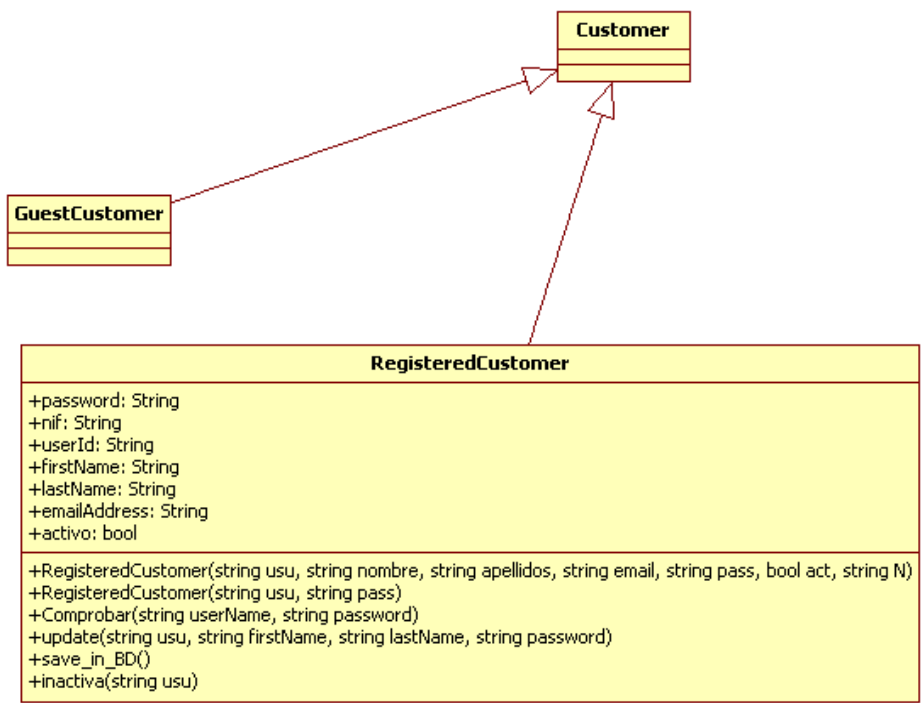 Customer
GuestCustomer
RegisteredCustomer
+password: String
+nif: String
+userId: String
+firstName: String
+lastName: String
+emailAddress: String
+activo: bool
+RegisteredCustomer(string usu, string nombre, string apellidos, string email, string pass, bool act, string N)
+RegisteredCustomer(string usu, string pass)
+Comprobar(string userName, string password)
+update(string usu, string firstName, string lastName, string password)
+save_in_BD()
+inactiva(string usu)